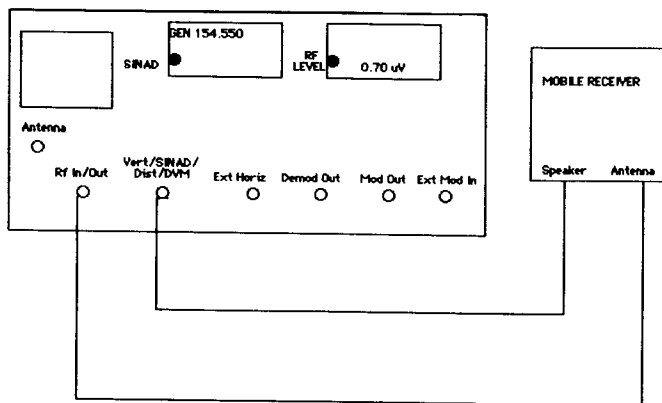 GEN 154.550
SINAD
RF
LEVEL
0.70 uV
MOBILE RECEIVER
Antenna
Rf In/Out
Vert/SINAD/
Dist/DVM
Ext Horiz
Demod Out
Mod Out
Ext Mod In
Speaker
Antenna